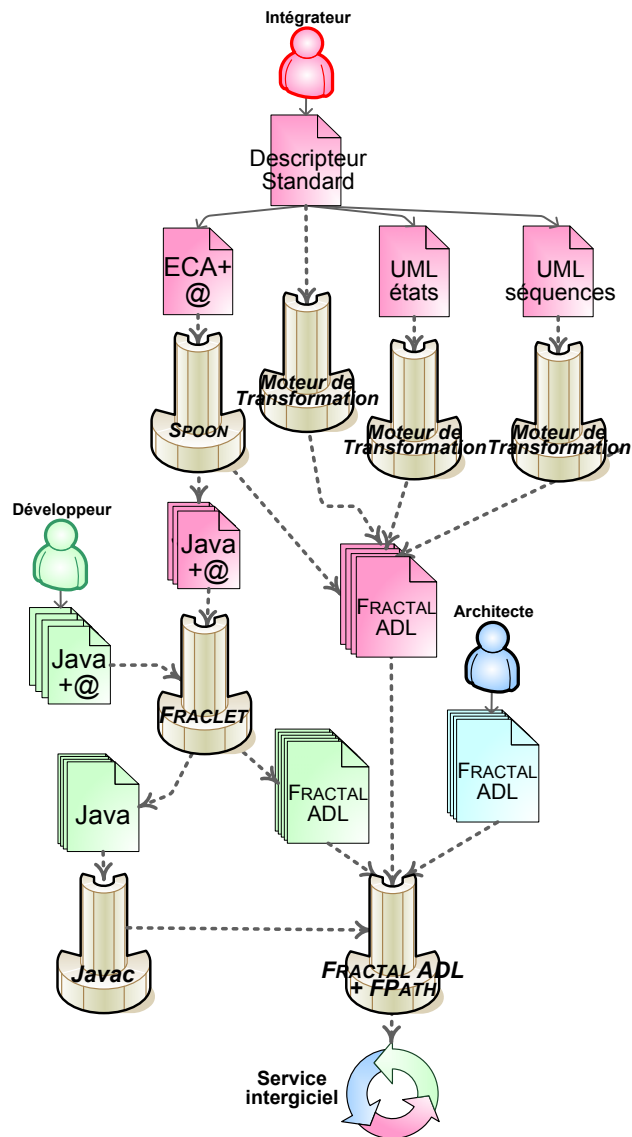 Intégrateur
Descripteur
Standard
ECA+
@
UML
états
UML
séquences
SPOON
Moteur de
Transformation
Moteur de
Transformation
Moteur de
Transformation
Développeur
Java
+@
Java
+@
FRACTAL
ADL
Architecte
FRACLET
Java
FRACTAL
ADL
FRACTAL
ADL
Javac
FRACTAL ADL
+ FPATH
Service
intergiciel